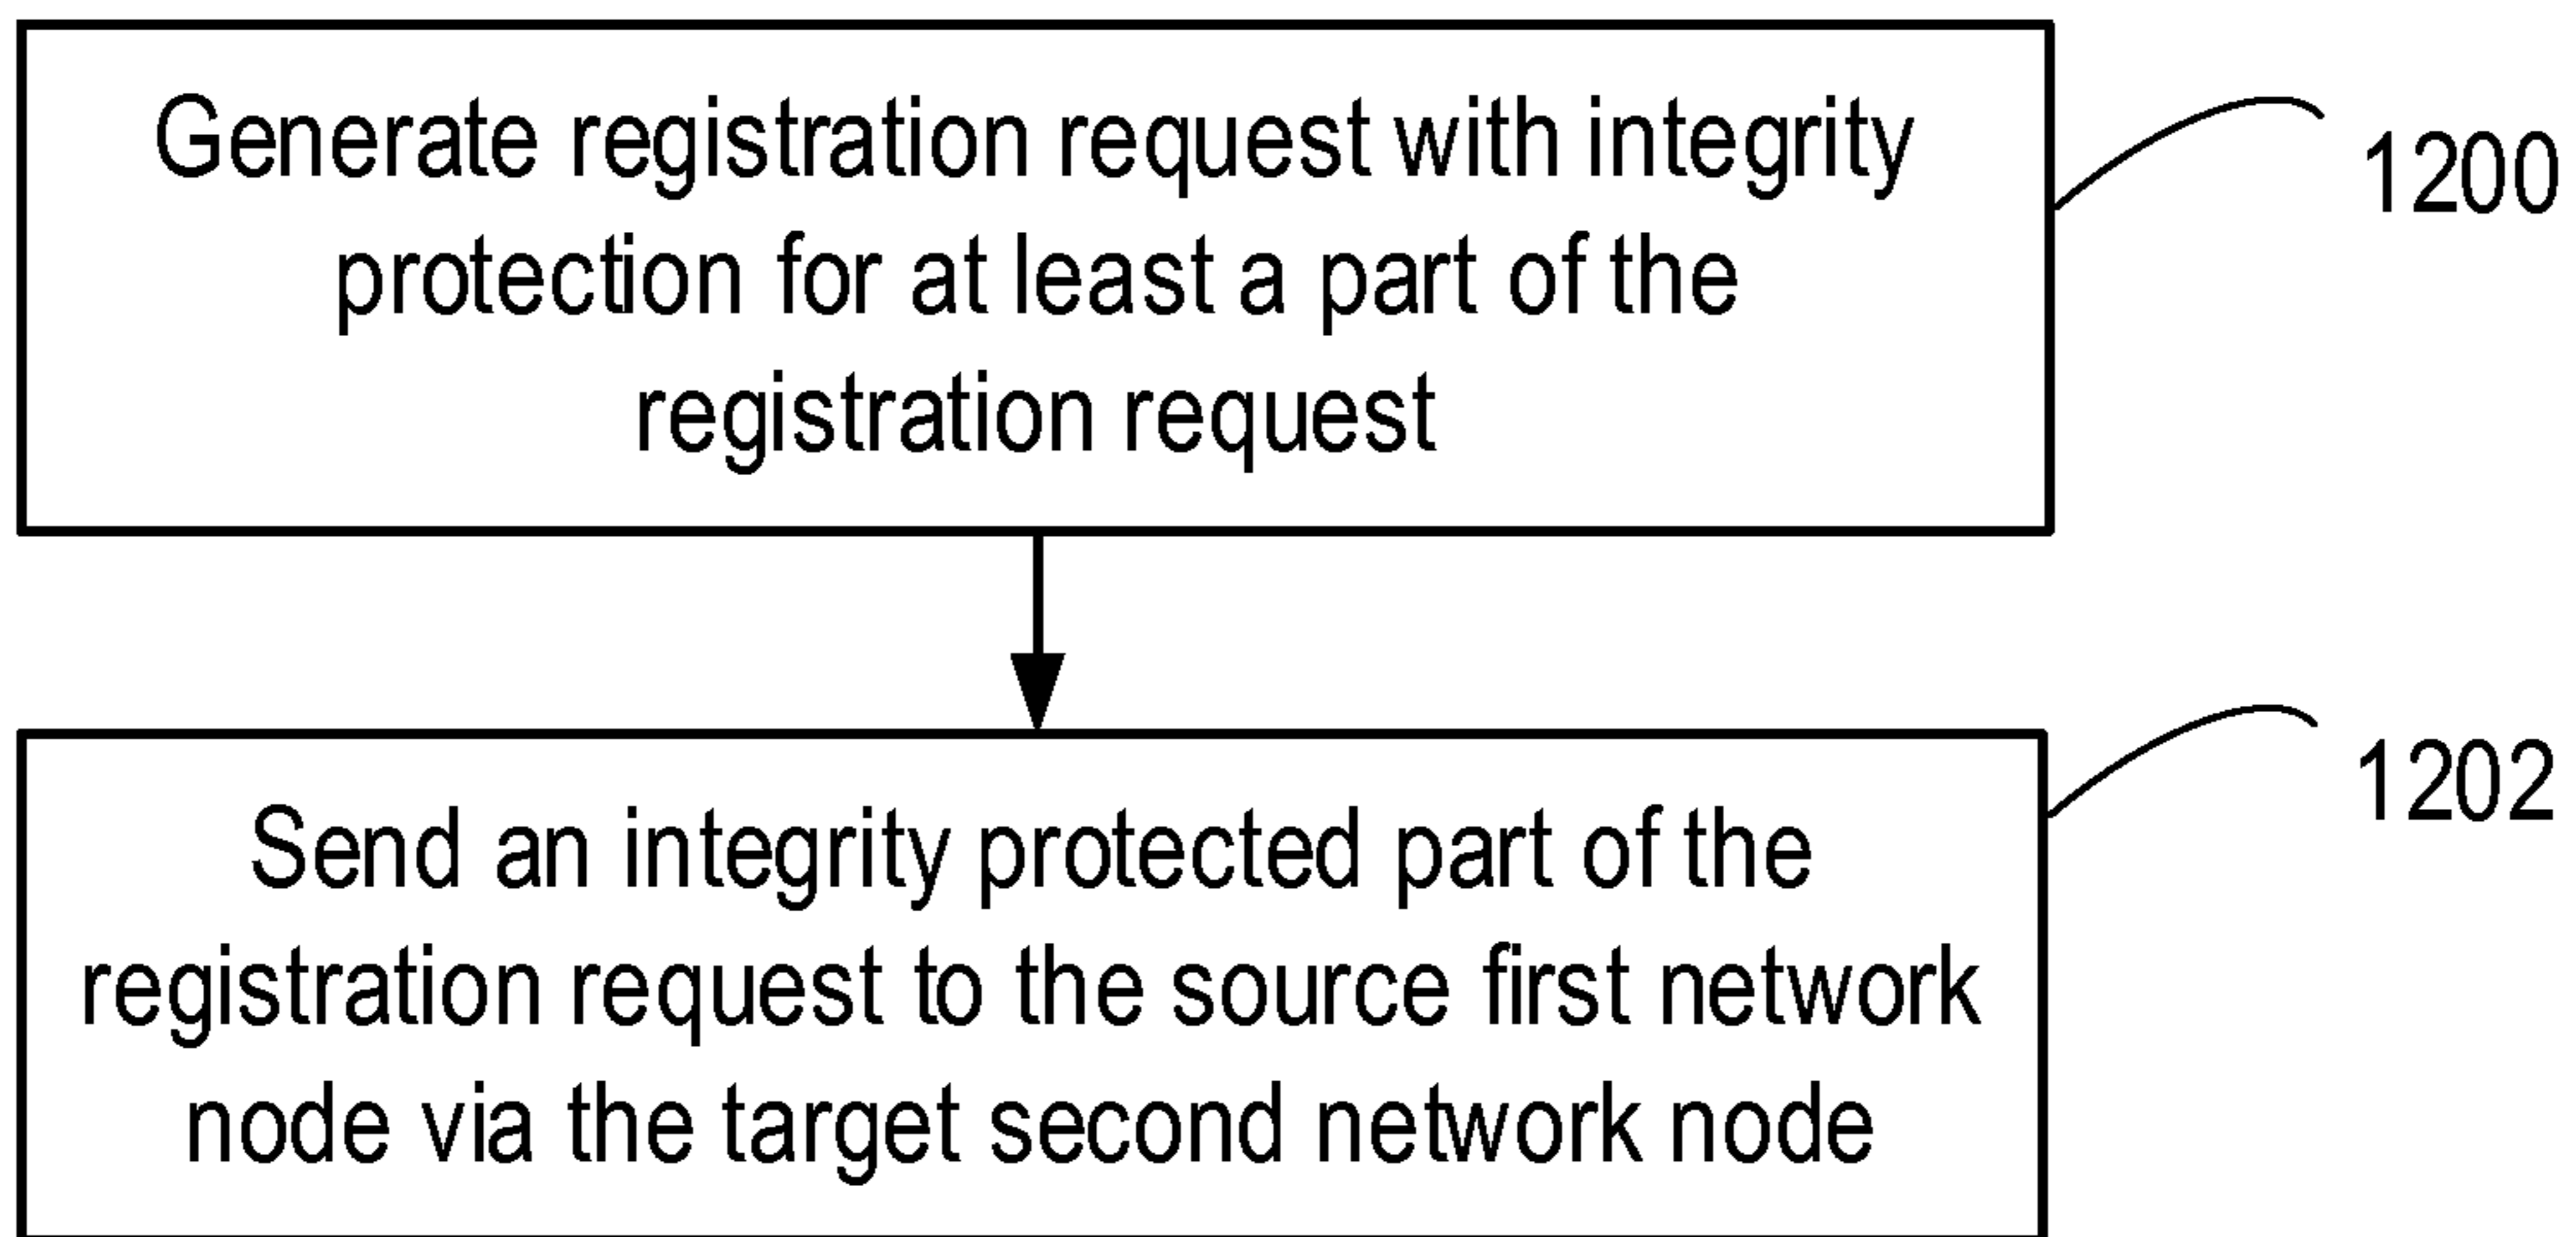 Generate registration request with integrity
protection for at least a part of the
registration request
1200
Send an integrity protected part of the
registration request to the source first network
node via the target second network node
1202